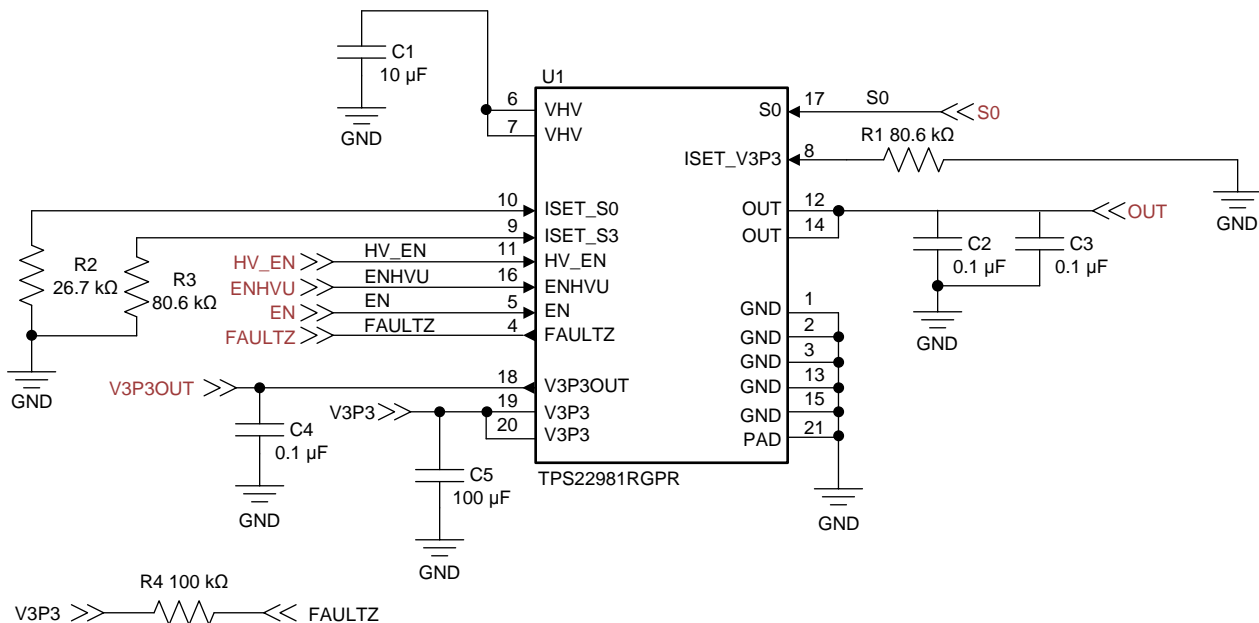 C1
10 µF
GND
U1
6
VHV
7
VHV
S0
17
S0
S0
R1 80.6 kΩ
ISET_V3P3
8
GND
10
ISET_S0
9
ISET_S3
HV_EN
HV_EN
11
HV_EN
ENHVU
ENHVU
16
ENHVU
EN
EN
5
EN
FAULTZ
FAULTZ
4
FAULTZ
R2
26.7 kΩ
R3
80.6 kΩ
GND
OUT
12
OUT
14
OUT
C2
0.1 µF
C3
0.1 µF
GND
GND
1
GND
2
GND
3
GND
13
GND
15
PAD
21
GND
V3P3OUT
18
V3P3OUT
V3P3
19
V3P3
20
V3P3
C4
0.1 µF
GND
C5
100 µF
GND
TPS22981RGPR
R4 100 kΩ
V3P3
FAULTZ